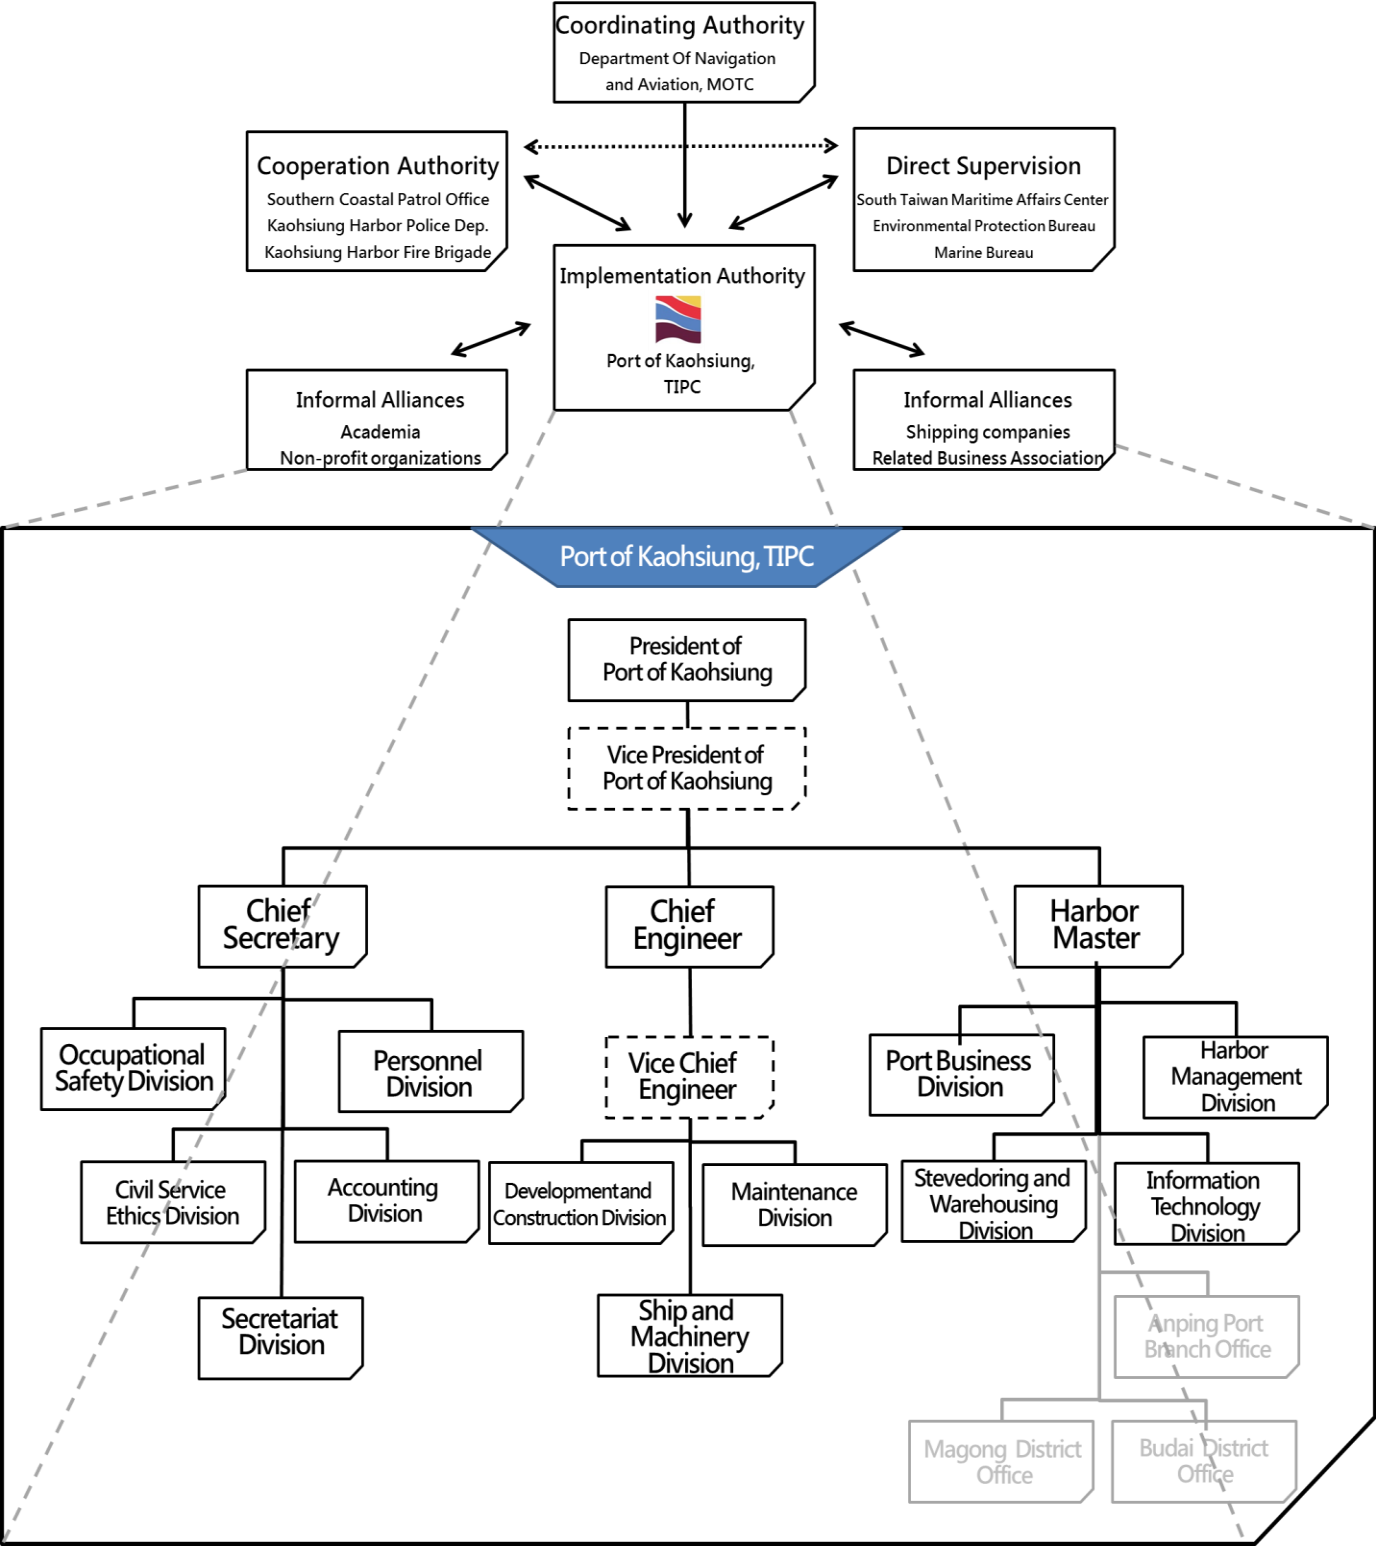 Coordinating Authority
Department Of Navigation
and Aviation, MOTC
Cooperation Authority
Southern Coastal Patrol Office
Kaohsiung Harbor Police Dep.
Kaohsiung Harbor Fire Brigade
Direct Supervision
South Taiwan Maritime Affairs Center
Environmental Protection Bureau
Marine Bureau
Implementation Authority
Port of Kaohsiung,
TIPC
Informal Alliances
Academia
Non-profit organizations
Informal Alliances
Shipping companies
Related Business Association
Port of Kaohsiung, TIPC
President of
Port of Kaohsiung
Vice President of
Port of Kaohsiung
Chief
Secretary
Chief
Engineer
Harbor
Master
Occupational
Safety Division
Personnel
Division
Vice Chief
Engineer
Port Business
Division
Harbor
Management
Division
Civil Service
Ethics Division
Accounting
Division
Development and
Construction Division
Maintenance
Division
Stevedoring and
Warehousing
Division
Information
Technology
Division
Secretariat
Division
Ship and
Machinery
Division
Anping Port
Branch Office
Magong District
Office
Budai District
Office